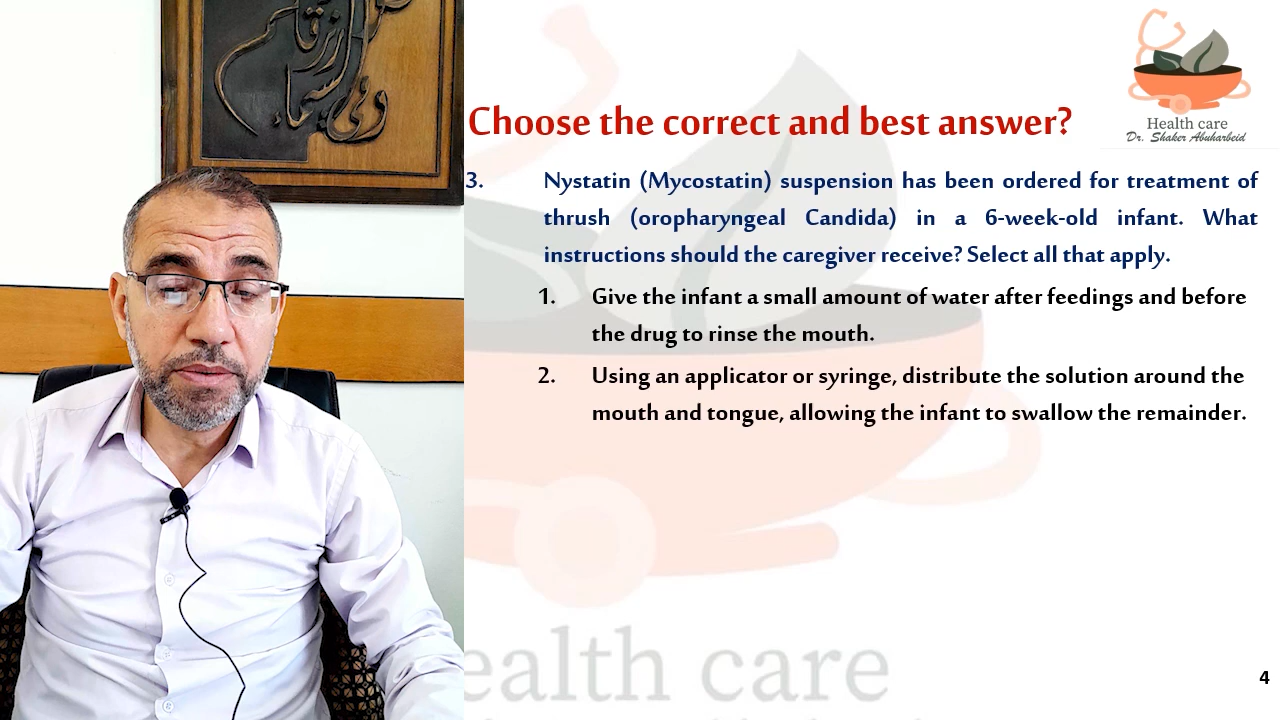 Health care
Dr. Shaker Abuharbeid
Choose the correct and best answer?
3. Nystatin (Mycostatin) suspension has been ordered for treatment of
thrush (oropharyngeal Candida) in a 6-week-old infant. What
instructions should the caregiver receive? Select all that apply.
1. Give the infant a small amount of water after feedings and before
the drug to rinse the mouth.
2. Using an applicator or syringe, distribute the solution around the
mouth and tongue, allowing the infant to swallow the remainder.
ealth care
4